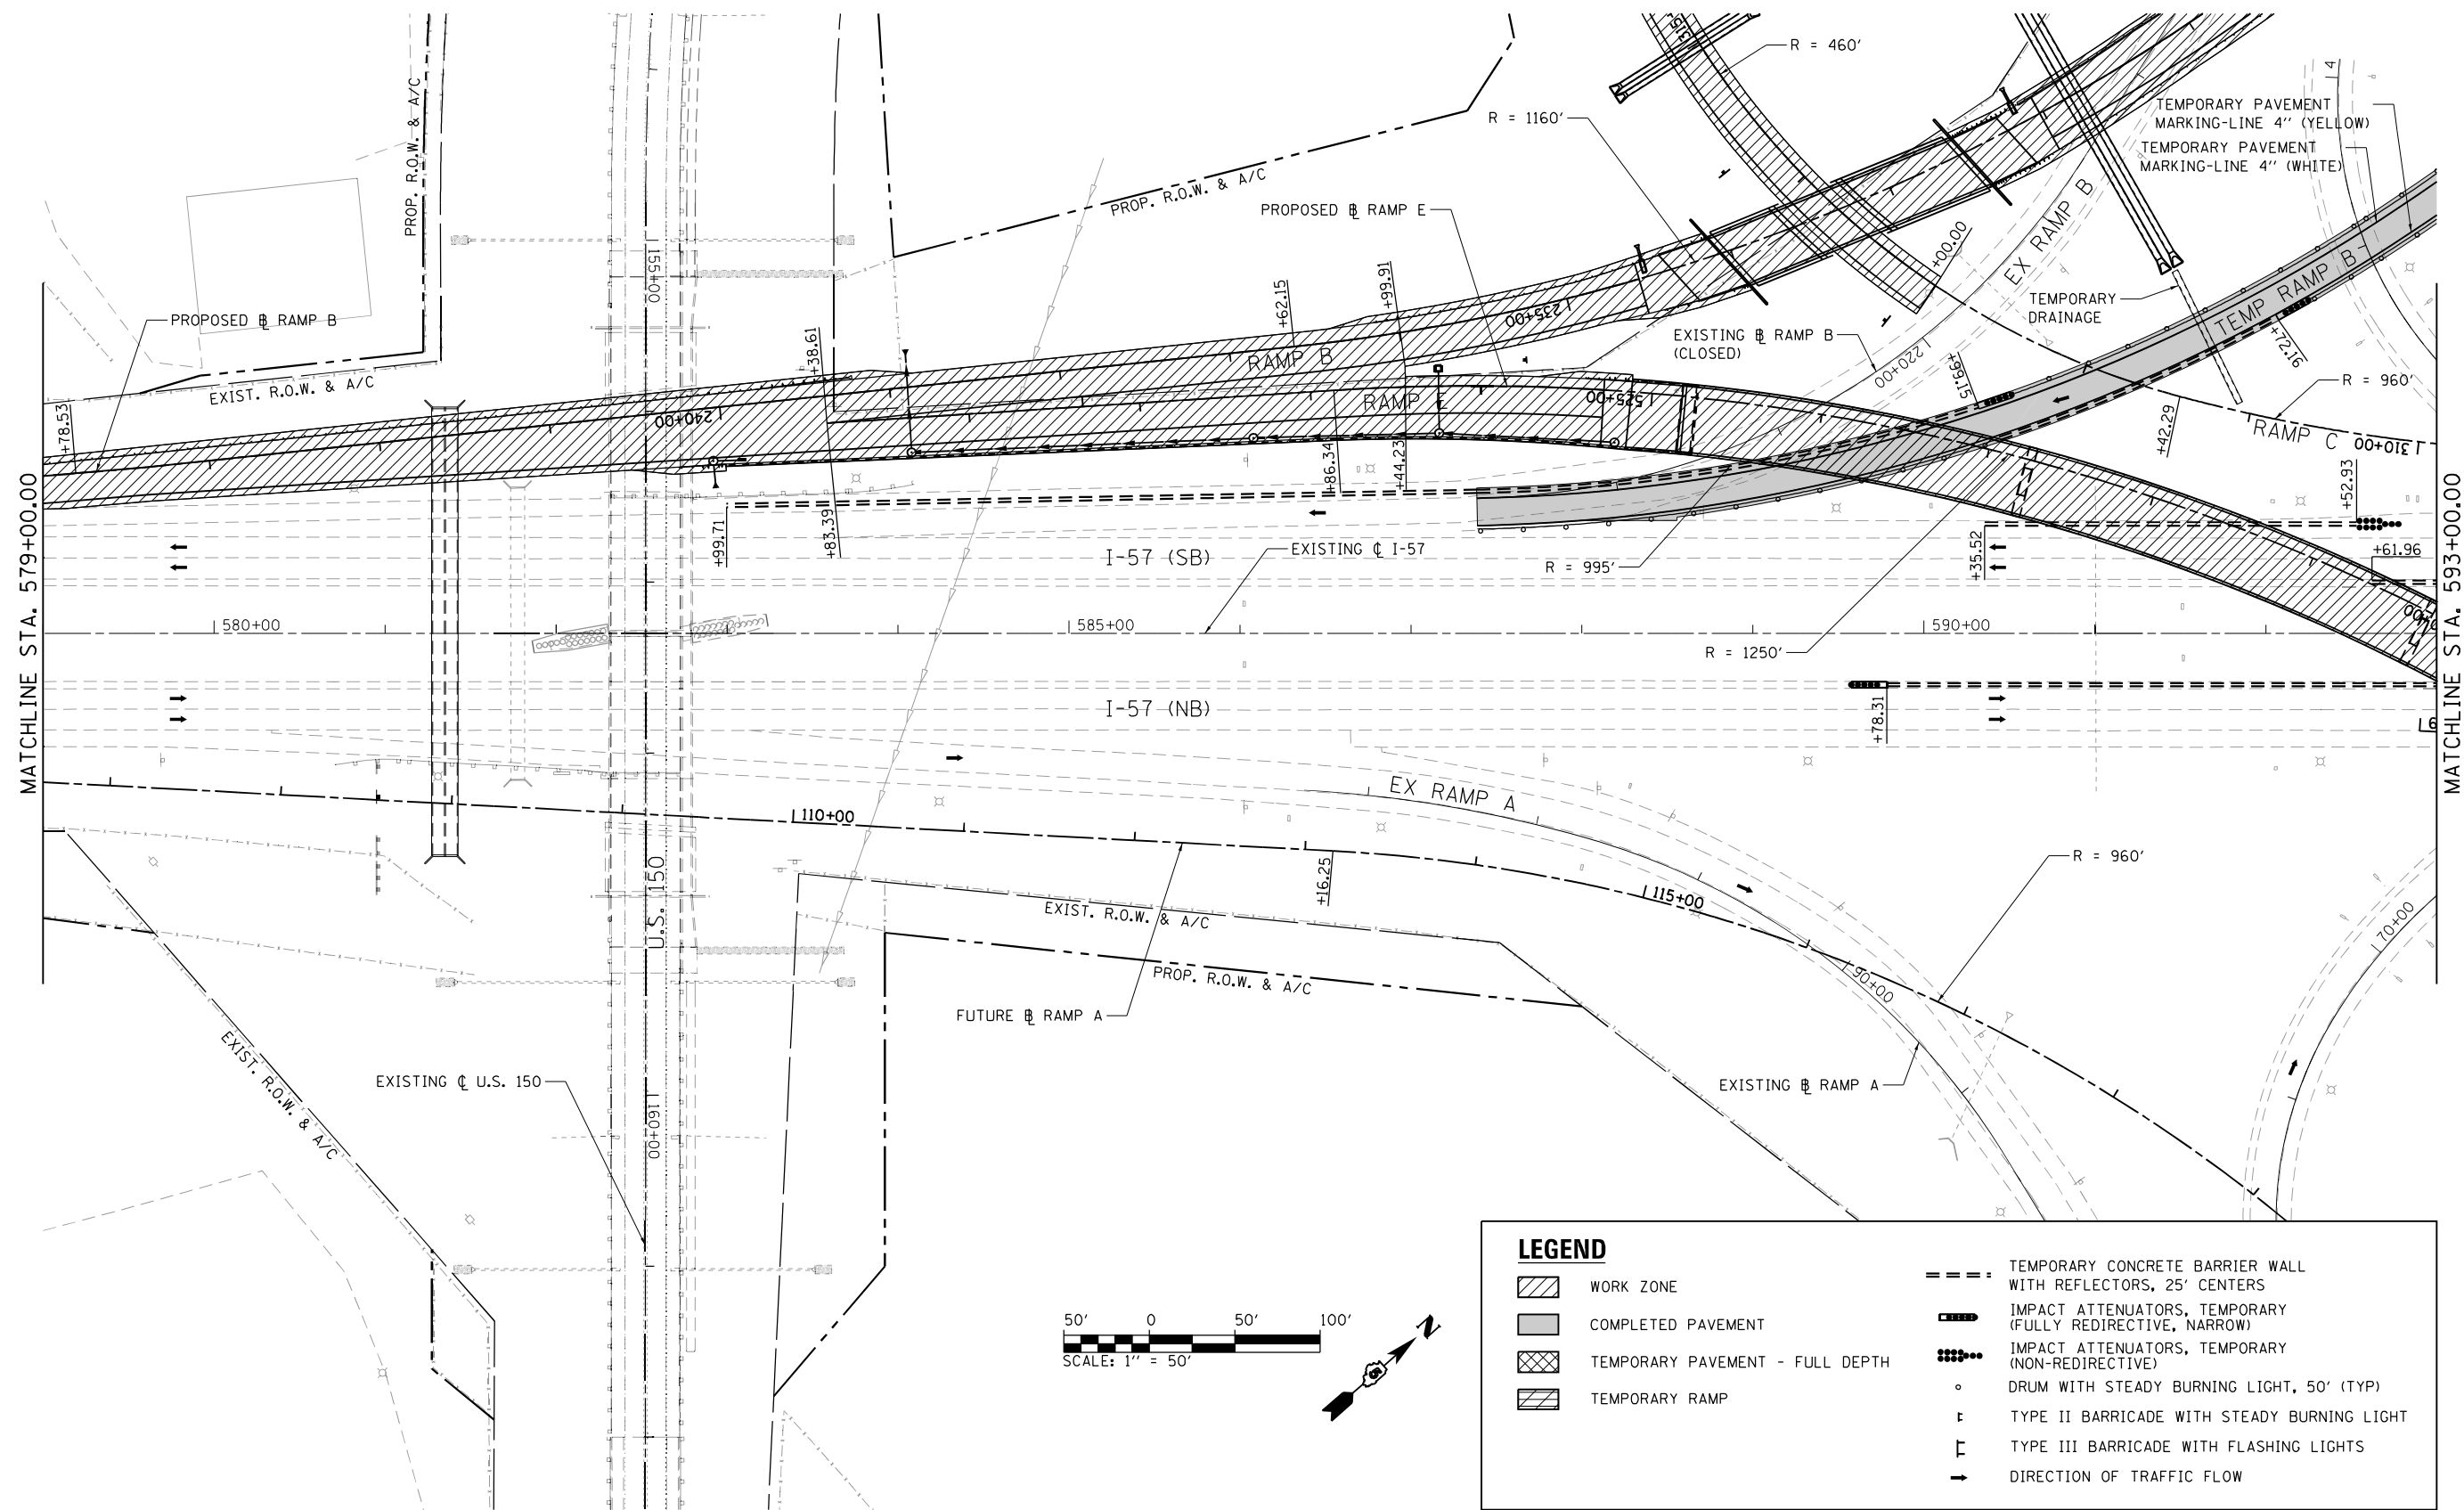 MATCHLINE STA. 579+00.00
MATCHLINE STA. 593+00.00
PROP. R.O.W. & A/C
EXIST. R.O.W. & A/C
PROPOSED ⅊ RAMP B
+78.53
240+00
155+00
+38.61
+83.39
+99.71
PROP. R.O.W. & A/C
R = 460'
315
R = 1160'
PROPOSED ⅊ RAMP E
+62.15
+99.91
RAMP B
235+00
RAMP E
525+00
+86.34
+44.23
EXISTING ⅊ RAMP B
(CLOSED)
220+00
+00.00
EX RAMP B
4
TEMPORARY PAVEMENT
MARKING-LINE 4'' (YELLOW)
TEMPORARY PAVEMENT
MARKING-LINE 4'' (WHITE)
TEMPORARY
DRAINAGE
TEMP RAMP B
+72.16
+99.15
+42.29
R = 960'
RAMP C
310+00
+52.93
+61.96
+35.52
R = 995'
R = 1250'
EXISTING ℄ I-57
I-57 (SB)
580+00
585+00
590+00
I-57 (NB)
+78.31
6
EX RAMP A
110+00
+16.25
115+00
90+00
70+00
R = 960'
U.S. 150
EXIST. R.O.W. & A/C
PROP. R.O.W. & A/C
FUTURE ⅊ RAMP A
EXISTING ⅊ RAMP A
EXIST. R.O.W. & A/C
EXISTING ℄ U.S. 150
160+00
50' 0 50' 100'
SCALE: 1'' = 50'
N
LEGEND
WORK ZONE
COMPLETED PAVEMENT
TEMPORARY PAVEMENT - FULL DEPTH
TEMPORARY RAMP
TEMPORARY CONCRETE BARRIER WALL
WITH REFLECTORS, 25' CENTERS
IMPACT ATTENUATORS, TEMPORARY
(FULLY REDIRECTIVE, NARROW)
IMPACT ATTENUATORS, TEMPORARY
(NON-REDIRECTIVE)
DRUM WITH STEADY BURNING LIGHT, 50' (TYP)
TYPE II BARRICADE WITH STEADY BURNING LIGHT
TYPE III BARRICADE WITH FLASHING LIGHTS
DIRECTION OF TRAFFIC FLOW